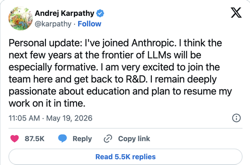 Andrej Karpathy
@karpathy · Follow
Personal update: I've joined Anthropic. I think the
next few years at the frontier of LLMs will be
especially formative. I am very excited to join the
team here and get back to R&D. I remain deeply
passionate about education and plan to resume my
work on it in time.
11:05 AM · May 19, 2026
87.5K Reply Copy link
Read 5.5K replies